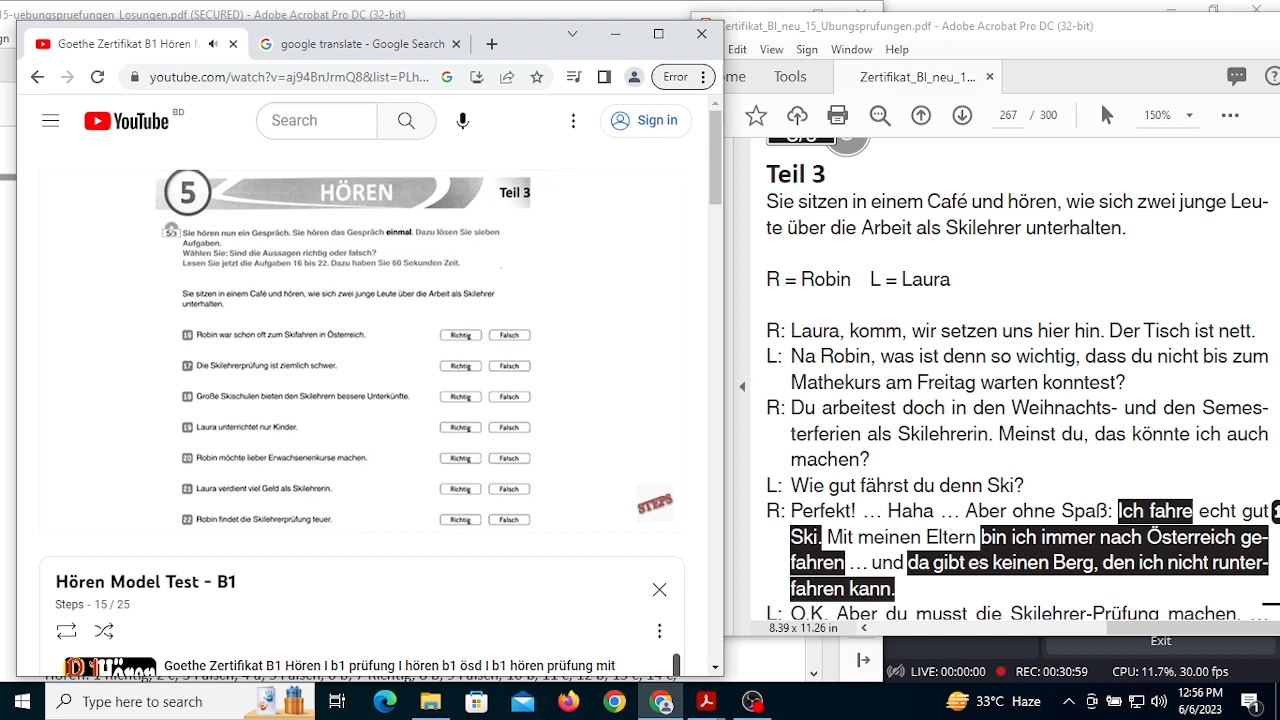 15-uebungspruefungen_Losungen.pdf (SECURED) - Adobe Acrobat Pro DC (32-bit)
Zertifikat_BI_neu_15_Ubungsprufungen.pdf - Adobe Acrobat Pro DC (32-bit)
Goethe Zertifikat B1 Hören I
google translate - Google Search
Edit View Sign Window Help
youtube.com/watch?v=aj94BnJrmQ8&list=PLh...
Error
Tools
Zertifikat_BI_neu_1...
YouTube
BD
Search
Sign in
267 / 300
150%
5
HÖREN
Teil 3
5/3
Sie hören nun ein Gespräch. Sie hören das Gespräch einmal. Dazu lösen Sie sieben
Aufgaben.
Wählen Sie: Sind die Aussagen richtig oder falsch?
Lesen Sie jetzt die Aufgaben 16 bis 22. Dazu haben Sie 60 Sekunden Zeit.
Sie sitzen in einem Café und hören, wie sich zwei junge Leute über die Arbeit als Skilehrer
unterhalten.
16 Robin war schon oft zum Skifahren in Österreich. Richtig Falsch
17 Die Skilehrerprüfung ist ziemlich schwer. Richtig Falsch
18 Große Skischulen bieten den Skilehrern bessere Unterkünfte. Richtig Falsch
19 Laura unterrichtet nur Kinder. Richtig Falsch
20 Robin möchte lieber Erwachsenenkurse machen. Richtig Falsch
21 Laura verdient viel Geld als Skilehrerin. Richtig Falsch
22 Robin findet die Skilehrerprüfung teuer. Richtig Falsch
STEPS
Hören Model Test - B1
Steps - 15 / 25
Goethe Zertifikat B1 Hören I b1 prüfung I hören b1 ösd I b1 hören prüfung mit
Teil 3
Sie sitzen in einem Café und hören, wie sich zwei junge Leu-
te über die Arbeit als Skilehrer unterhalten.
R = Robin L = Laura
R: Laura, komm, wir setzen uns hier hin. Der Tisch ist nett.
L: Na Robin, was ist denn so wichtig, dass du nicht bis zum
Mathekurs am Freitag warten konntest?
R: Du arbeitest doch in den Weihnachts- und den Semes-
terferien als Skilehrerin. Meinst du, das könnte ich auch
machen?
L: Wie gut fährst du denn Ski?
R: Perfekt! … Haha … Aber ohne Spaß: Ich fahre echt gut
Ski. Mit meinen Eltern bin ich immer nach Österreich ge-
fahren … und da gibt es keinen Berg, den ich nicht runter-
fahren kann.
L: O.K. Aber du musst die Skilehrer-Prüfung machen. …
8.39 x 11.26 in
Exit
LIVE: 00:00:00 REC: 00:30:59 CPU: 11.7%, 30.00 fps
Type here to search
33°C Haze
5:56 PM
6/6/2023